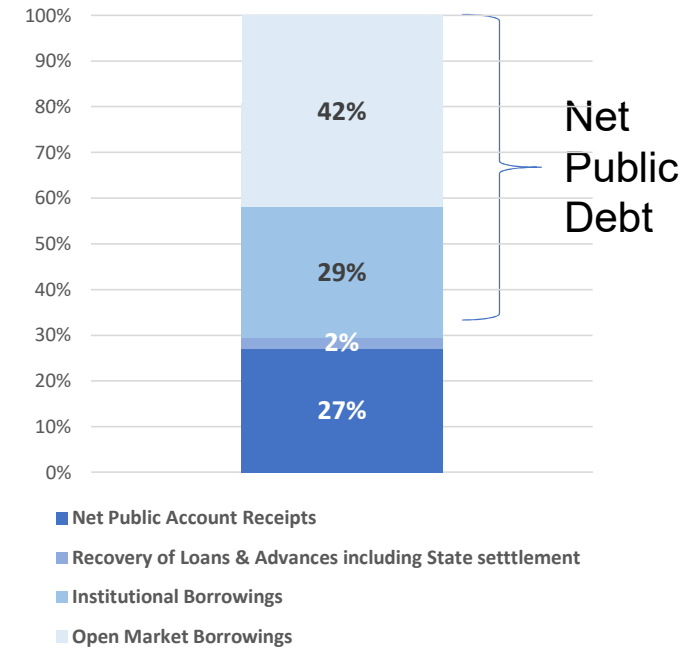 100%
90%
80%
70%
60%
50%
40%
30%
20%
10%
0%
42%
29%
2%
27%
Net
Public
Debt
Net Public Account Receipts
Recovery of Loans & Advances including State setttlement
Institutional Borrowings
Open Market Borrowings